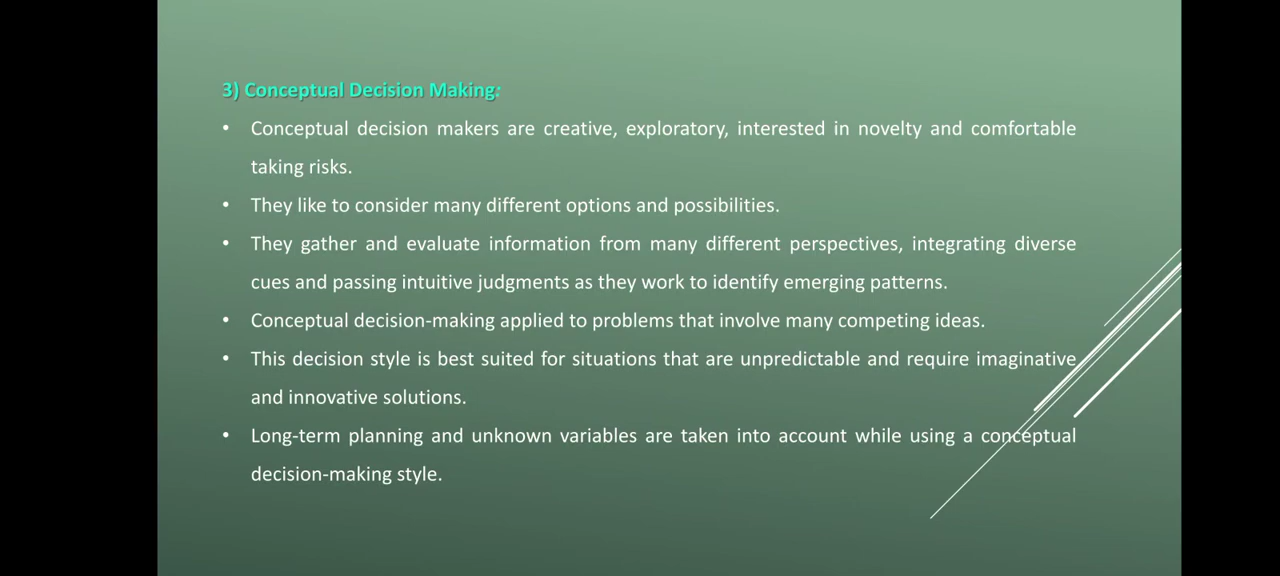 3) Conceptual Decision Making:
• Conceptual decision makers are creative, exploratory, interested in novelty and comfortable
taking risks.
• They like to consider many different options and possibilities.
• They gather and evaluate information from many different perspectives, integrating diverse
cues and passing intuitive judgments as they work to identify emerging patterns.
• Conceptual decision-making applied to problems that involve many competing ideas.
• This decision style is best suited for situations that are unpredictable and require imaginative
and innovative solutions.
• Long-term planning and unknown variables are taken into account while using a conceptual
decision-making style.